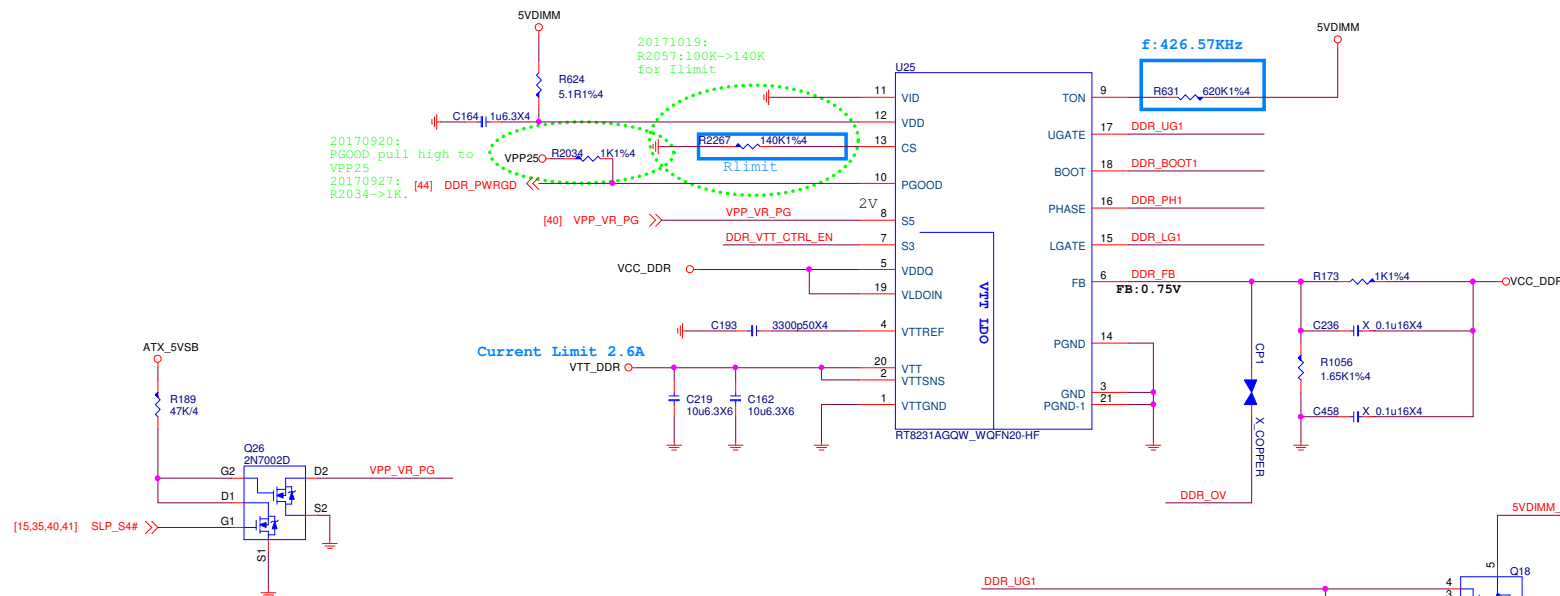 5VDIMM
R624
5.1R1%4
C164
1u6.3X4
20171019:
R2057:100K->140K
for Ilimit
20170920:
PGOOD pull high to
VPP25
20170927:
R2034->1K.
VPP25
R2034
1K1%4
R2267
140K1%4
Rlimit
[44] DDR_PWRGD
2V
[40] VPP_VR_PG
VPP_VR_PG
DDR_VTT_CTRL_EN
VCC_DDR
C193
3300p50X4
Current Limit 2.6A
VTT_DDR
C219
10u6.3X6
C162
10u6.3X6
U25
11 VID
12 VDD
13 CS
10 PGOOD
8 S5
7 S3
5 VDDQ
19 VLDOIN
4 VTTREF
20 VTT
2 VTTSNS
1 VTTGND
VTT LDO
TON 9
UGATE 17
BOOT 18
PHASE 16
LGATE 15
FB 6
PGND 14
GND 3
PGND-1 21
RT8231AGQW_WQFN20-HF
f:426.57KHz
R631
620K1%4
5VDIMM
DDR_UG1
DDR_BOOT1
DDR_PH1
DDR_LG1
DDR_FB
FB:0.75V
R173
1K1%4
VCC_DDR
C236
X_0.1u16X4
R1056
1.65K1%4
C458
X_0.1u16X4
CP1
X_COPPER
DDR_OV
ATX_5VSB
R189
47K/4
Q26
2N7002D
G2
D1
G1
D2
S2
S1
VPP_VR_PG
[15,35,40,41] SLP_S4#
5VDIMM_
5
Q18
DDR_UG1
4
3